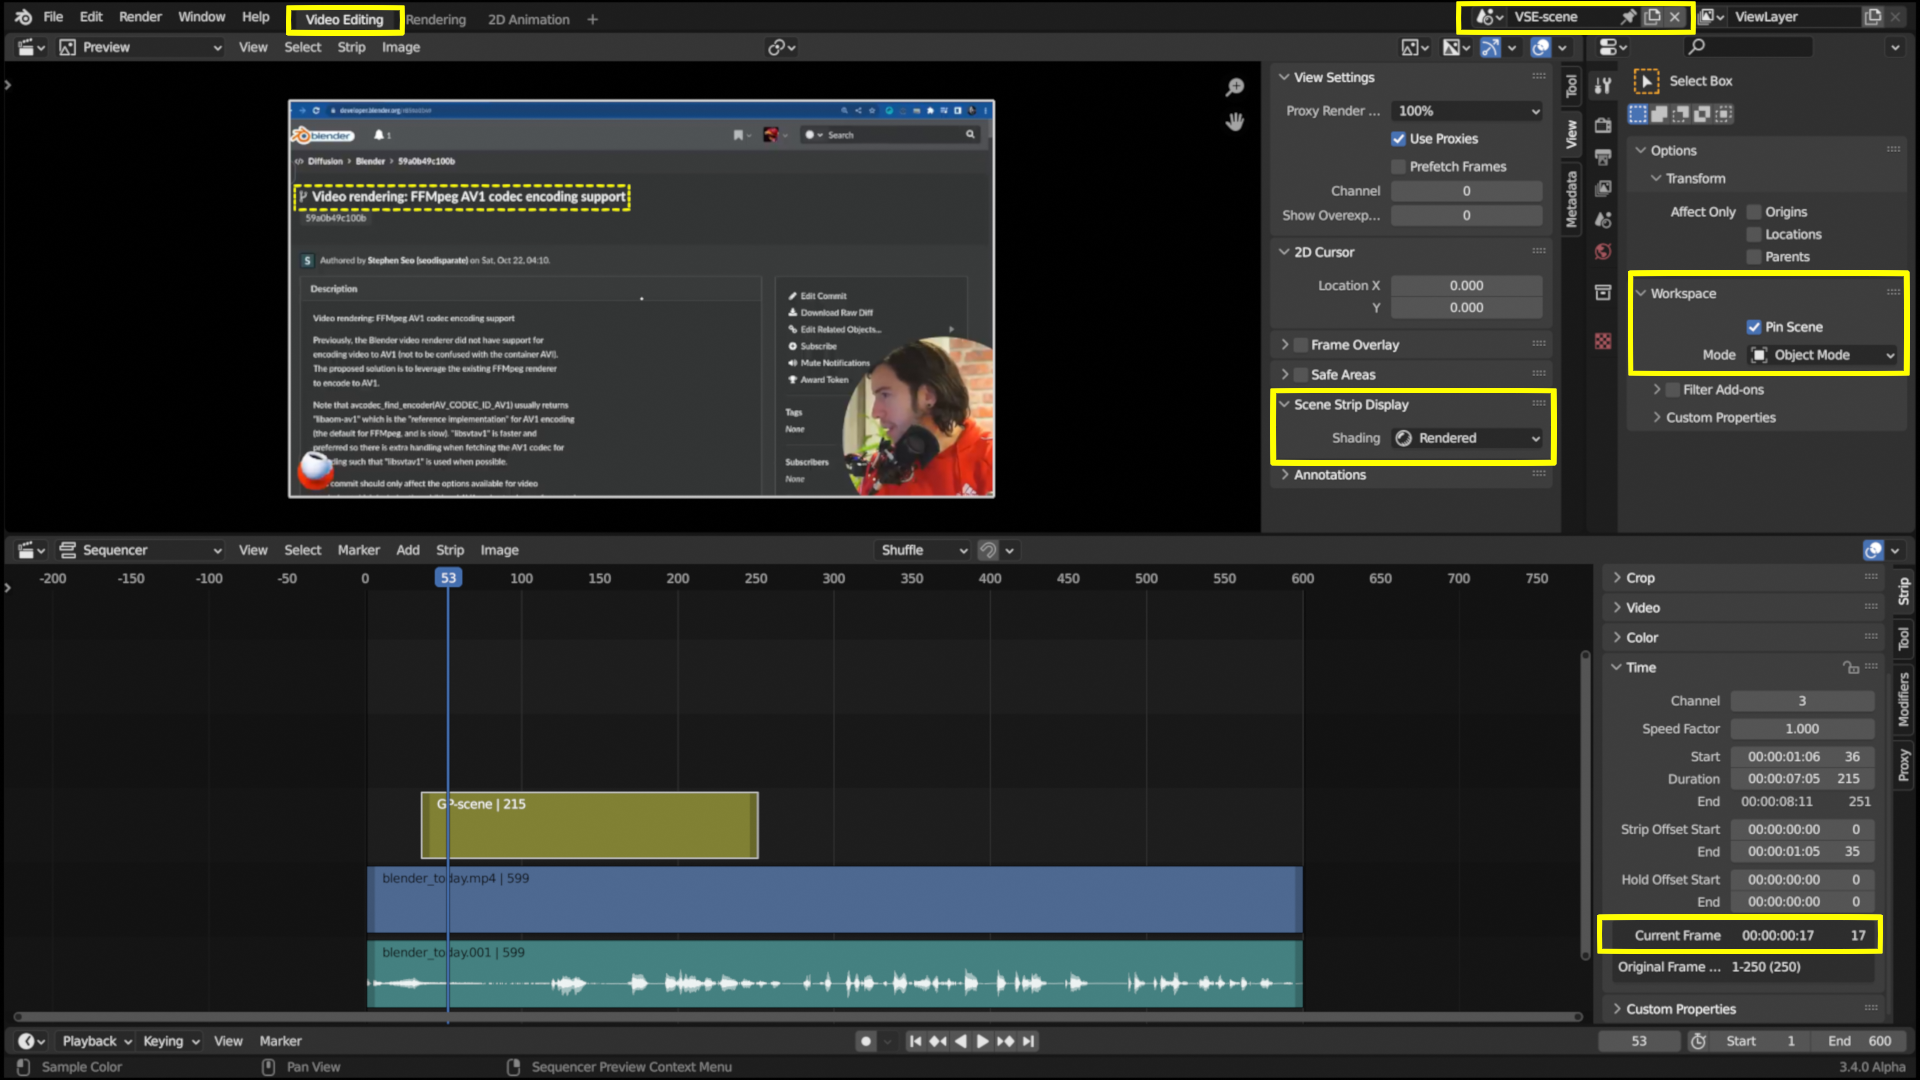 File Edit Render Window Help Video Editing Rendering 2D Animation + VSE-scene ViewLayer
Preview View Select Strip Image
developer.blender.org
blender 1 Search
Diffusion > Blender > 59a0b49c100b
Video rendering: FFMpeg AV1 codec encoding support
59a0b49c100b
S Authored by Stephen Seo (seodisparate) on Sat, Oct 22, 04:10.
Description
Video rendering: FFMpeg AV1 codec encoding support
Previously, the Blender video renderer did not have support for
encoding video to AV1 (not to be confused with the container AVI).
The proposed solution is to leverage the existing FFMpeg renderer
to encode to AV1.
Note that avcodec_find_encoder(AV_CODEC_ID_AV1) usually returns
"libaom-av1" which is the "reference implementation" for AV1 encoding
(the default for FFMpeg, and is slow). "libsvtav1" is faster and
preferred so there is extra handling when fetching the AV1 codec for
ding such that "libsvtav1" is used when possible.
commit should only affect the options available for video
Edit Commit
Download Raw Diff
Edit Related Objects...
Subscribe
Mute Notifications
Award Token
Tags
None
Subscribers
None
View Settings
Proxy Render ... 100%
Use Proxies
Prefetch Frames
Channel 0
Show Overexp... 0
2D Cursor
Location X 0.000
Y 0.000
Frame Overlay
Safe Areas
Scene Strip Display
Shading Rendered
Annotations
Tool
View
Metadata
Select Box
Options
Transform
Affect Only Origins
Locations
Parents
Workspace
Pin Scene
Mode Object Mode
Filter Add-ons
Custom Properties
Sequencer View Select Marker Add Strip Image Shuffle
-200 -150 -100 -50 0 53 100 150 200 250 300 350 400 450 500 550 600 650 700 750
GP-scene | 215
blender_today.mp4 | 599
blender_today.001 | 599
Crop
Video
Color
Time
Channel 3
Speed Factor 1.000
Start 00:00:01:06 36
Duration 00:00:07:05 215
End 00:00:08:11 251
Strip Offset Start 00:00:00:00 0
End 00:00:01:05 35
Hold Offset Start 00:00:00:00 0
End 00:00:00:00 0
Current Frame 00:00:00:17 17
Original Frame ... 1-250 (250)
Custom Properties
Strip
Tool
Modifiers
Proxy
Playback Keying View Marker 53 Start 1 End 600
Sample Color Pan View Sequencer Preview Context Menu 3.4.0 Alpha